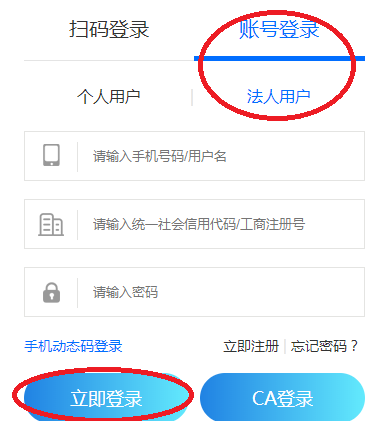 扫码登录 账号登录
个人用户 | 法人用户
请输入手机号码/用户名
请输入统一社会信用代码/工商注册号
请输入密码
手机动态码登录 立即注册 | 忘记密码？
立即登录 CA登录